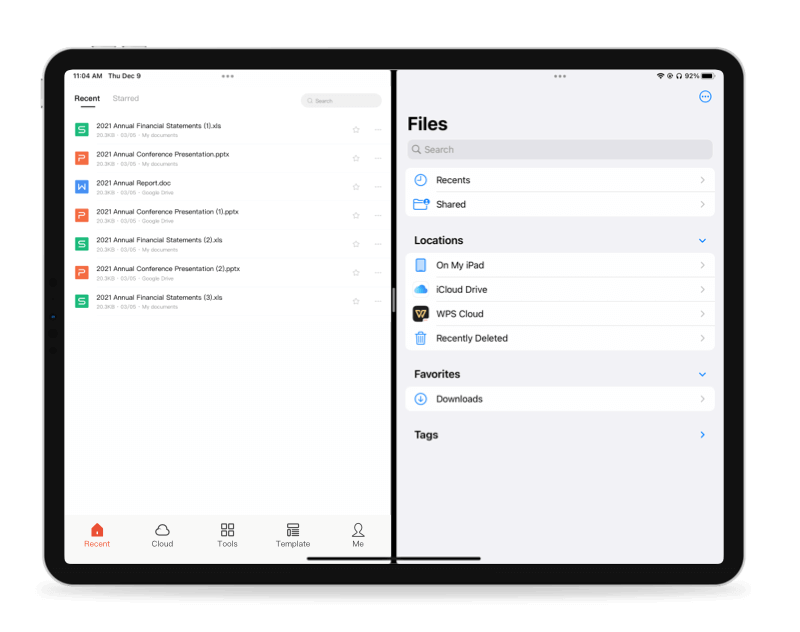 11:04 AM Thu Dec 9
92%
Recent Starred
Search
2021 Annual Financial Statements (1).xls
20.3KB · 03/05 · My documents
2021 Annual Conference Presentation.pptx
20.3KB · 03/05 · My documents
2021 Annual Report.doc
20.3KB · 03/05 · Google Drive
2021 Annual Conference Presentation (1).pptx
20.3KB · 03/05 · Google Drive
2021 Annual Financial Statements (2).xls
20.3KB · 03/05 · My documents
2021 Annual Conference Presentation (2).pptx
20.3KB · 03/05 · Google Drive
2021 Annual Financial Statements (3).xls
20.3KB · 03/05 · My documents
Recent
Cloud
Tools
Template
Me
Files
Search
Recents
Shared
Locations
On My iPad
iCloud Drive
WPS Cloud
Recently Deleted
Favorites
Downloads
Tags